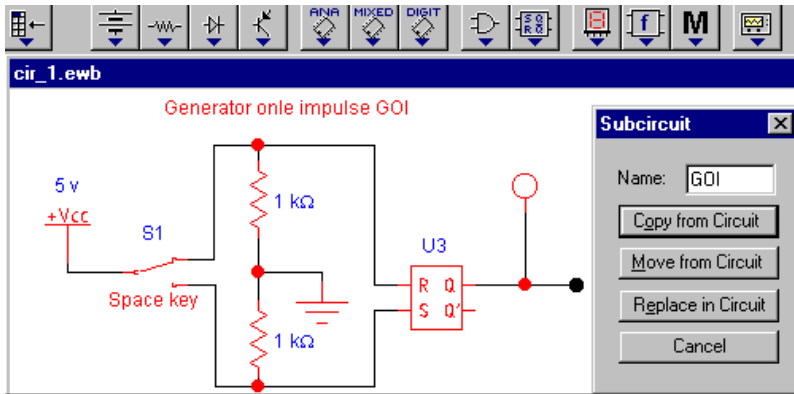 ANA MIXED DIGIT
S Q
R Q
f M
cir_1.ewb
Generator onle impulse GOI
Subcircuit
Name: GOI
Copy from Circuit
Move from Circuit
Replace in Circuit
Cancel
5 v
+Vcc
S1
Space key
1 kΩ
1 kΩ
U3
R Q
S Q'